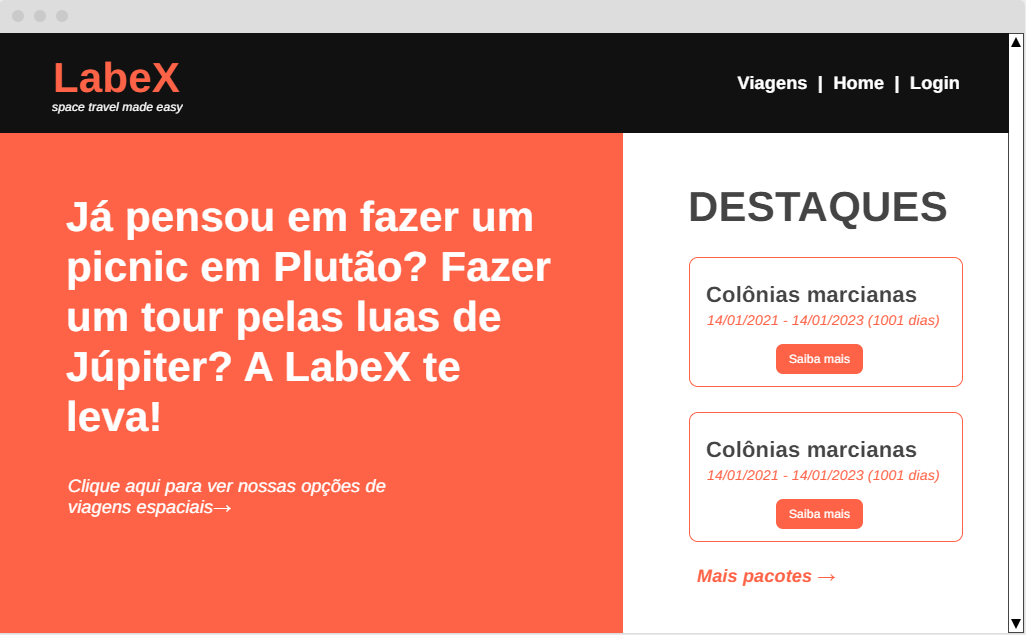 LabeX
space travel made easy
Viagens | Home | Login
Já pensou em fazer um
picnic em Plutão? Fazer
um tour pelas luas de
Júpiter? A LabeX te
leva!
Clique aqui para ver nossas opções de
viagens espaciais→
DESTAQUES
Colônias marcianas
14/01/2021 - 14/01/2023 (1001 dias)
Saiba mais
Colônias marcianas
14/01/2021 - 14/01/2023 (1001 dias)
Saiba mais
Mais pacotes →